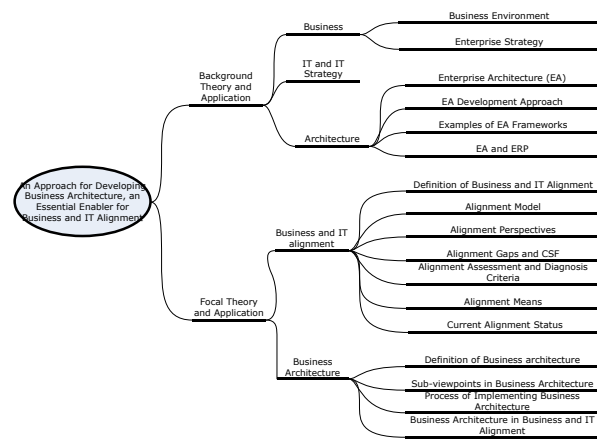 An Approach for Developing
Business Architecture, an
Essential Enabler for
Business and IT Alignment
Background
Theory and
Application
Business
Business Environment
Enterprise Strategy
IT and IT
Strategy
Architecture
Enterprise Architecture (EA)
EA Development Approach
Examples of EA Frameworks
EA and ERP
Focal Theory
and Application
Business and IT
alignment
Definition of Business and IT Alignment
Alignment Model
Alignment Perspectives
Alignment Gaps and CSF
Alignment Assessment and Diagnosis
Criteria
Alignment Means
Current Alignment Status
Business
Architecture
Definition of Business architecture
Sub-viewpoints in Business Architecture
Process of Implementing Business
Architecture
Business Architecture in Business and IT
Alignment